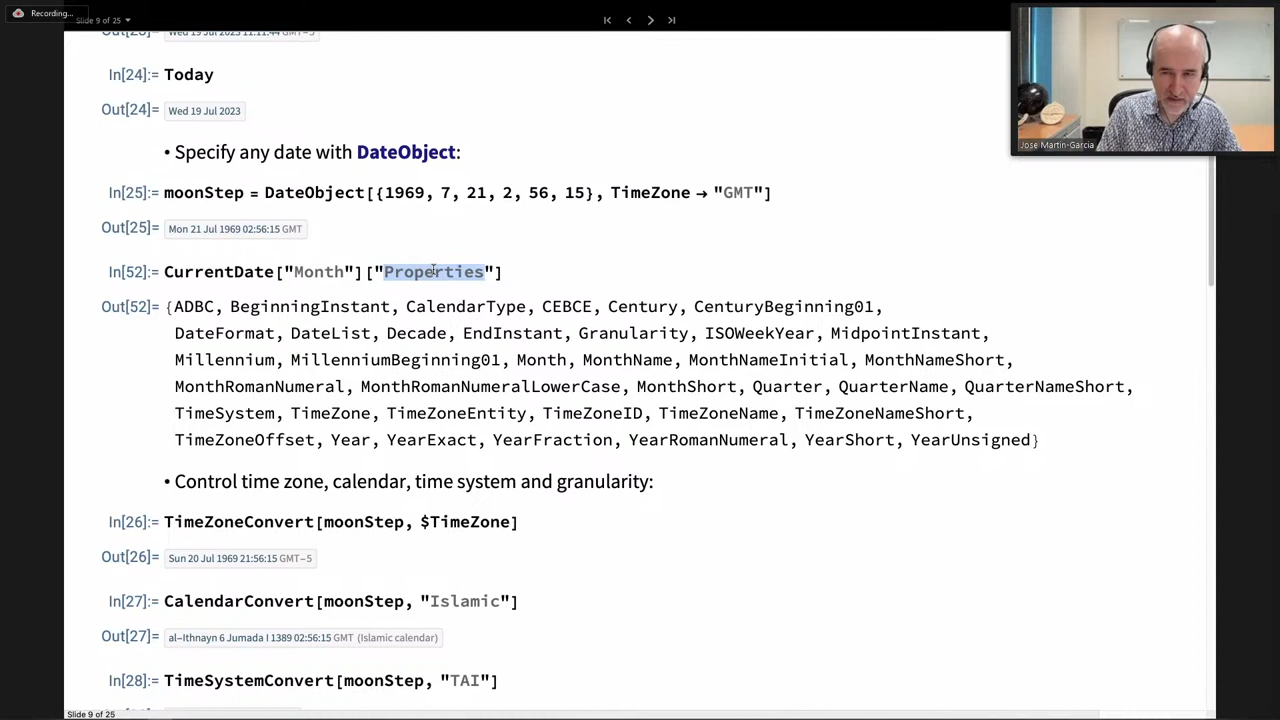 Recording...
Slide 9 of 25
Out[23]= Wed 19 Jul 2023 11:11:44 GMT-5
In[24]:= Today
Out[24]= Wed 19 Jul 2023
• Specify any date with DateObject:
In[25]:= moonStep = DateObject[{1969, 7, 21, 2, 56, 15}, TimeZone → "GMT"]
Out[25]= Mon 21 Jul 1969 02:56:15 GMT
In[52]:= CurrentDate["Month"]["Properties"]
Out[52]= {ADBC, BeginningInstant, CalendarType, CEBCE, Century, CenturyBeginning01,
DateFormat, DateList, Decade, EndInstant, Granularity, ISOWeekYear, MidpointInstant,
Millennium, MillenniumBeginning01, Month, MonthName, MonthNameInitial, MonthNameShort,
MonthRomanNumeral, MonthRomanNumeralLowerCase, MonthShort, Quarter, QuarterName, QuarterNameShort,
TimeSystem, TimeZone, TimeZoneEntity, TimeZoneID, TimeZoneName, TimeZoneNameShort,
TimeZoneOffset, Year, YearExact, YearFraction, YearRomanNumeral, YearShort, YearUnsigned}
• Control time zone, calendar, time system and granularity:
In[26]:= TimeZoneConvert[moonStep, $TimeZone]
Out[26]= Sun 20 Jul 1969 21:56:15 GMT-5
In[27]:= CalendarConvert[moonStep, "Islamic"]
Out[27]= al-Ithnayn 6 Jumada I 1389 02:56:15 GMT (Islamic calendar)
In[28]:= TimeSystemConvert[moonStep, "TAI"]
Slide 9 of 25
Jose Martin-Garcia